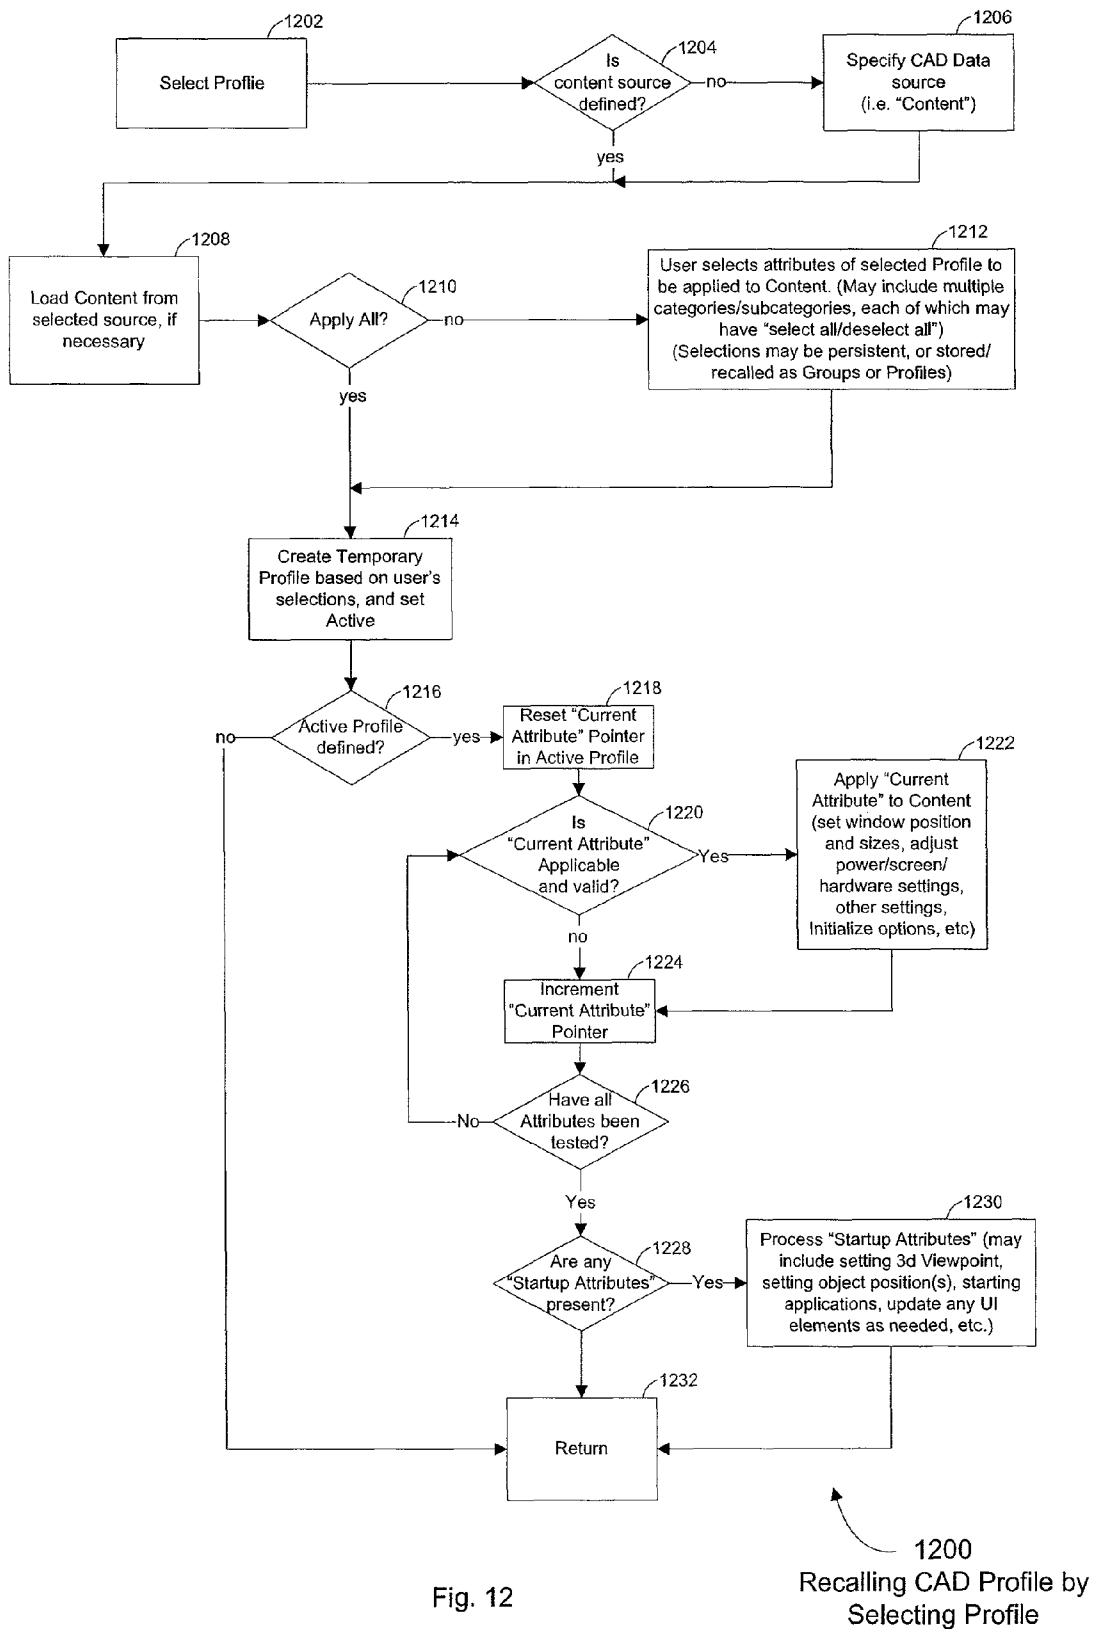 1202
Select Profile
1204
Is
content source
defined?
no
yes
1206
Specify CAD Data
source
(i.e. “Content”)
1208
Load Content from
selected source, if
necessary
1210
Apply All?
no
yes
1212
User selects attributes of selected Profile to
be applied to Content. (May include multiple
categories/subcategories, each of which may
have “select all/deselect all”)
(Selections may be persistent, or stored/
recalled as Groups or Profiles)
1214
Create Temporary
Profile based on user's
selections, and set
Active
1216
Active Profile
defined?
no
yes
1218
Reset “Current
Attribute” Pointer
in Active Profile
1220
Is
“Current Attribute”
Applicable
and valid?
Yes
no
1222
Apply “Current
Attribute” to Content
(set window position
and sizes, adjust
power/screen/
hardware settings,
other settings,
Initialize options, etc)
1224
Increment
“Current Attribute”
Pointer
1226
Have all
Attributes been
tested?
No
Yes
1228
Are any
“Startup Attributes”
present?
Yes
1230
Process “Startup Attributes” (may
include setting 3d Viewpoint,
setting object position(s), starting
applications, update any UI
elements as needed, etc.)
1232
Return
1200
Recalling CAD Profile by
Selecting Profile
Fig. 12